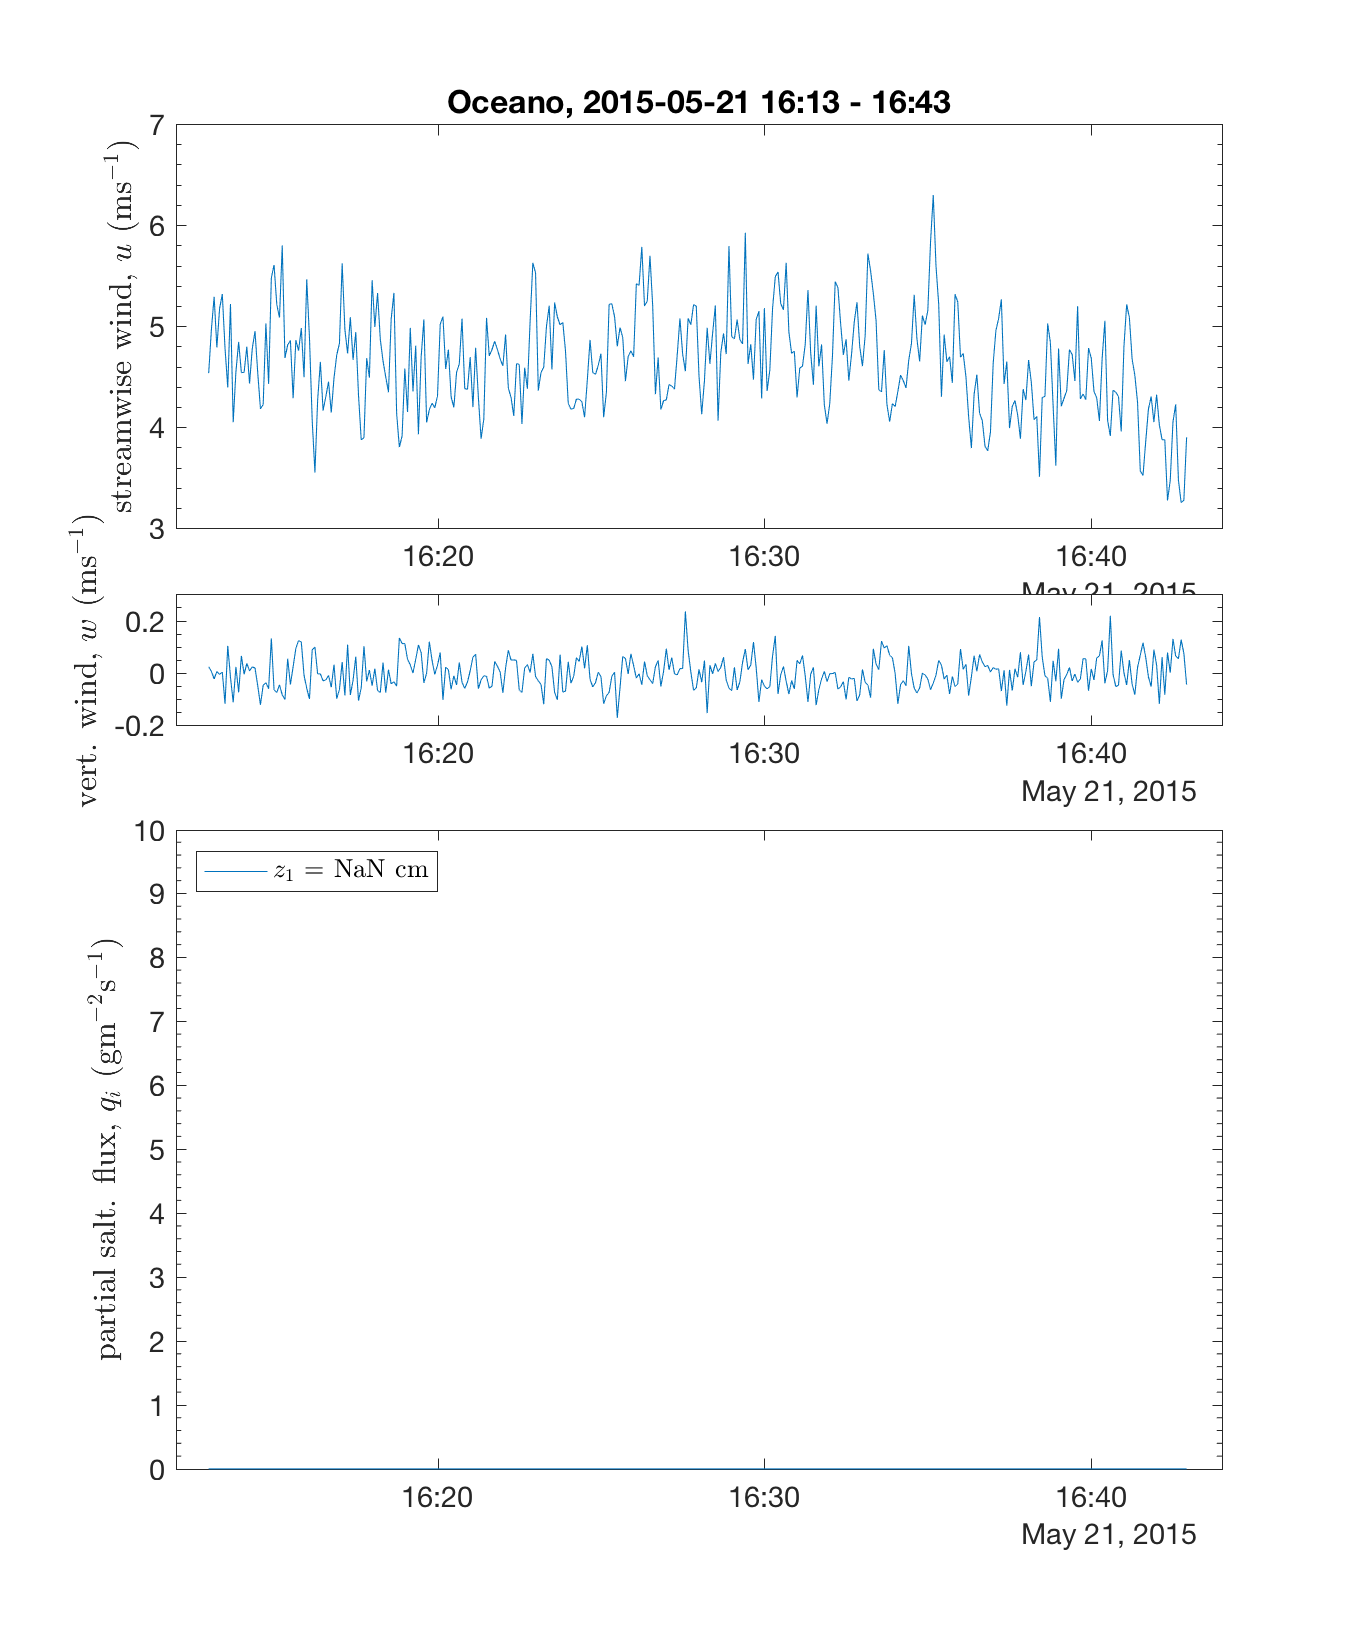 Oceano, 2015-05-21 16:13 - 16:43
streamwise wind, u (ms⁻¹)
7
6
5
4
3
16:20 16:30 16:40
May 21, 2015
vert. wind, w (ms⁻¹)
0.2
0
-0.2
16:20 16:30 16:40
May 21, 2015
partial salt. flux, qᵢ (gm⁻²s⁻¹)
10
9
8
7
6
5
4
3
2
1
0
z₁ = NaN cm
16:20 16:30 16:40
May 21, 2015